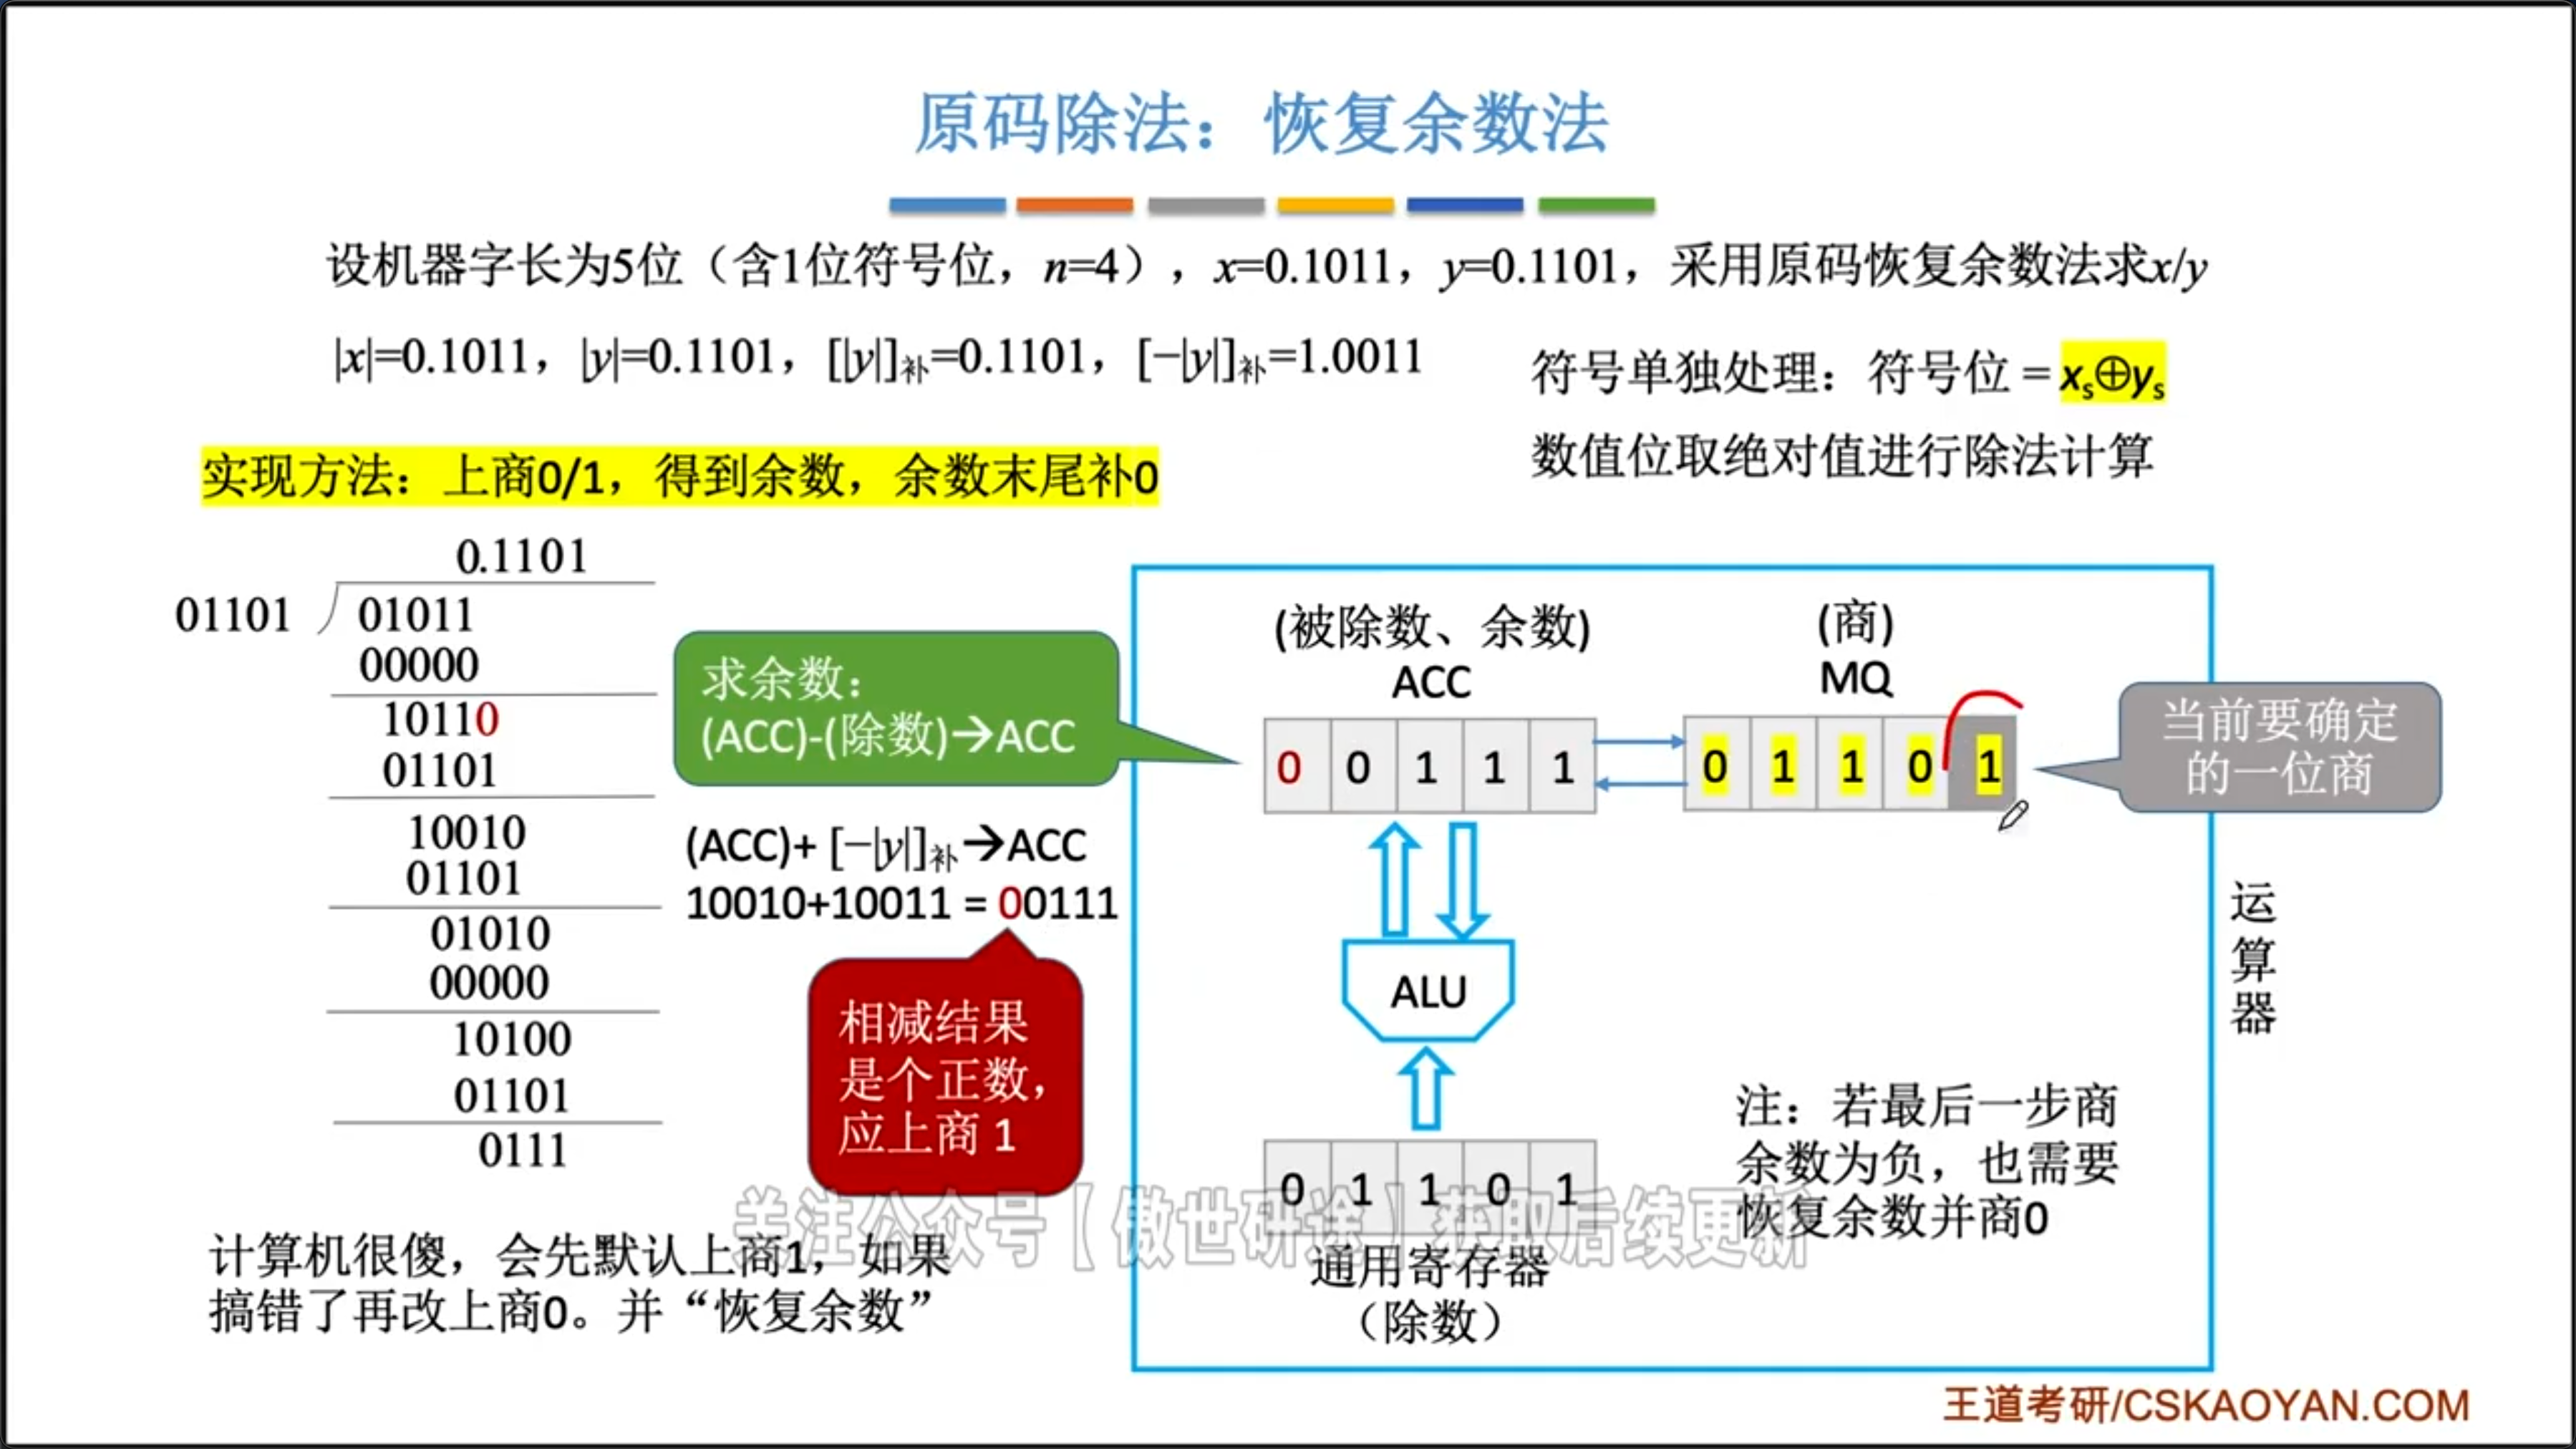 原码除法：恢复余数法
设机器字长为5位（含1位符号位，n=4），x=0.1011，y=0.1101，采用原码恢复余数法求x/y
|x|=0.1011，|y|=0.1101，[|y|]补=0.1101，[−|y|]补=1.0011
符号单独处理：符号位 = xs⊕ys
数值位取绝对值进行除法计算
实现方法：上商0/1，得到余数，余数末尾补0
0.1101
01101
01011
00000
10110
01101
10010
01101
01010
00000
10100
01101
0111
求余数：
(ACC)-(除数)→ACC
(ACC)+ [−|y|]补→ACC
10010+10011 = 00111
相减结果
是个正数，
应上商 1
计算机很傻，会先默认上商1，如果
搞错了再改上商0。并“恢复余数”
(被除数、余数)
ACC
0 0 1 1 1
(商)
MQ
0 1 1 0 1
当前要确定
的一位商
ALU
0 1 1 0 1
通用寄存器
（除数）
运
算
器
注：若最后一步商
余数为负，也需要
恢复余数并商0
关注公众号【傲世研途】获取后续更新
王道考研/CSKAOYAN.COM